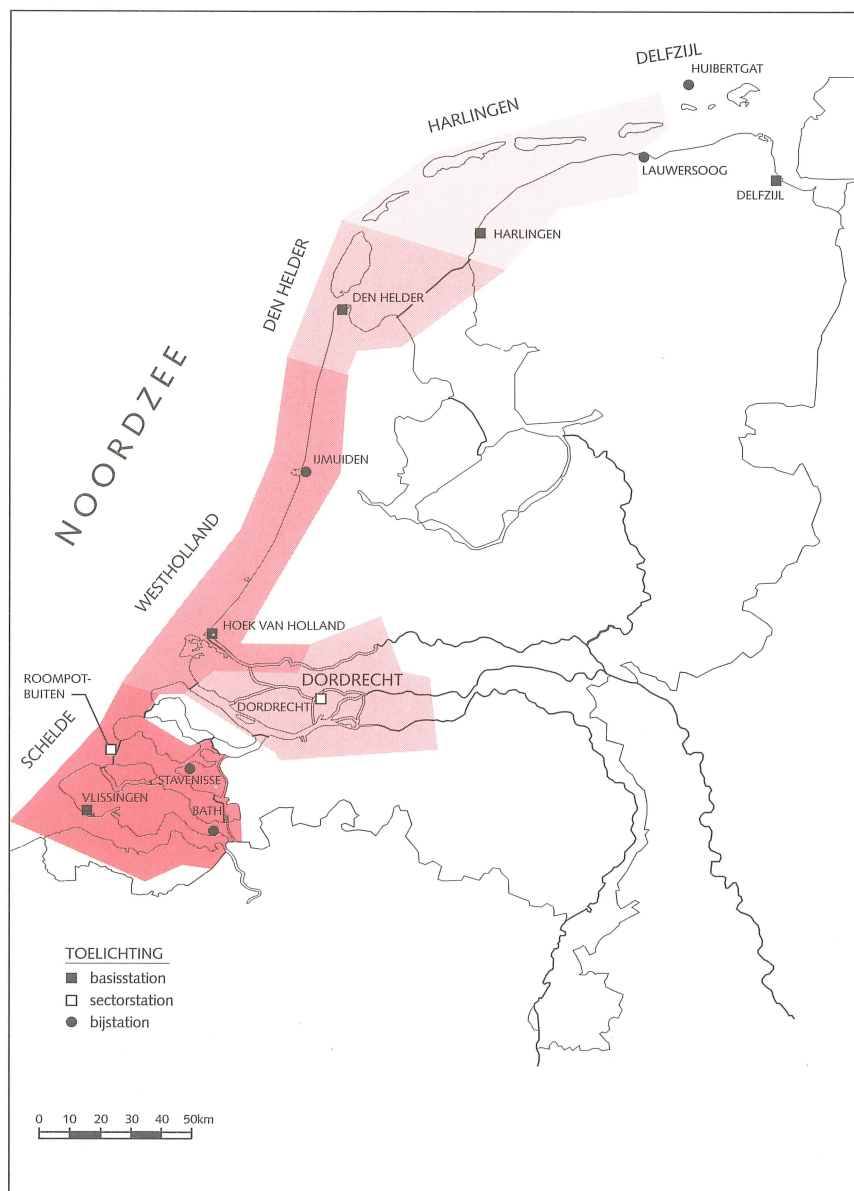 DELFZIJL
HUIBERTGAT
HARLINGEN
LAUWERSOOG
DELFZIJL
HARLINGEN
DEN HELDER
DEN HELDER
NOORDZEE
IJMUIDEN
WESTHOLLAND
HOEK VAN HOLLAND
ROOMPOT-
BUITEN
DORDRECHT
DORDRECHT
SCHELDE
STAVENISSE
VLISSINGEN
BATH
TOELICHTING
basisstation
sectorstation
bijstation
0 10 20 30 40 50km